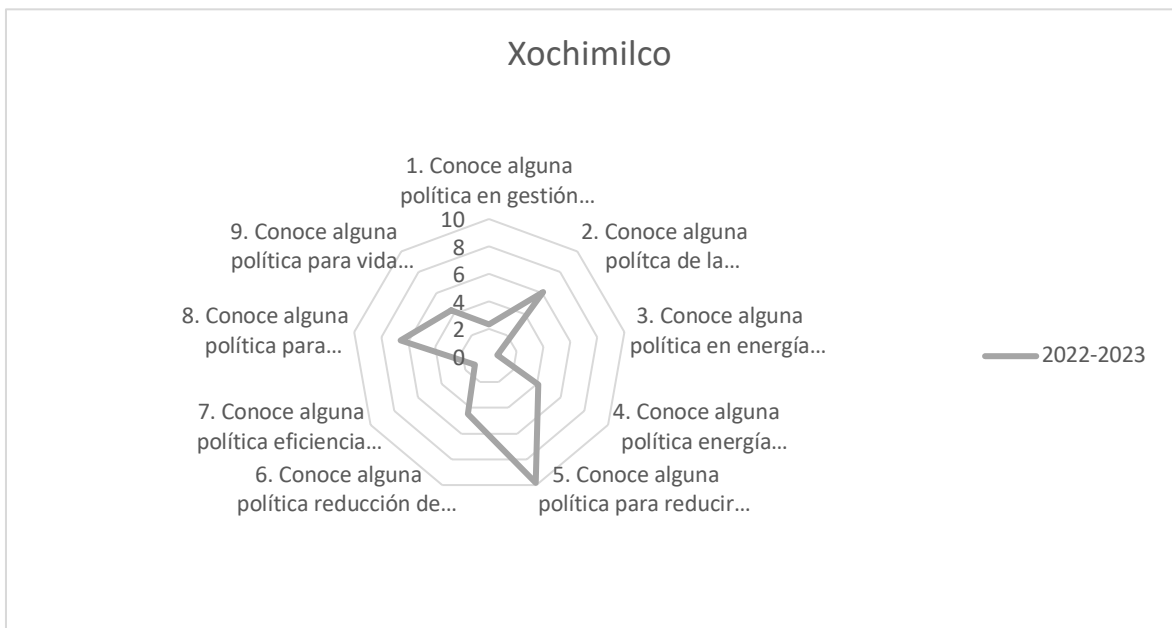 Xochimilco
1. Conoce alguna
política en gestión...
2. Conoce alguna
polítca de la...
3. Conoce alguna
política en energía...
4. Conoce alguna
política energía...
5. Conoce alguna
política para reducir...
6. Conoce alguna
política reducción de...
7. Conoce alguna
política eficiencia...
8. Conoce alguna
política para...
9. Conoce alguna
política para vida...
10
8
6
4
2
0
2022-2023